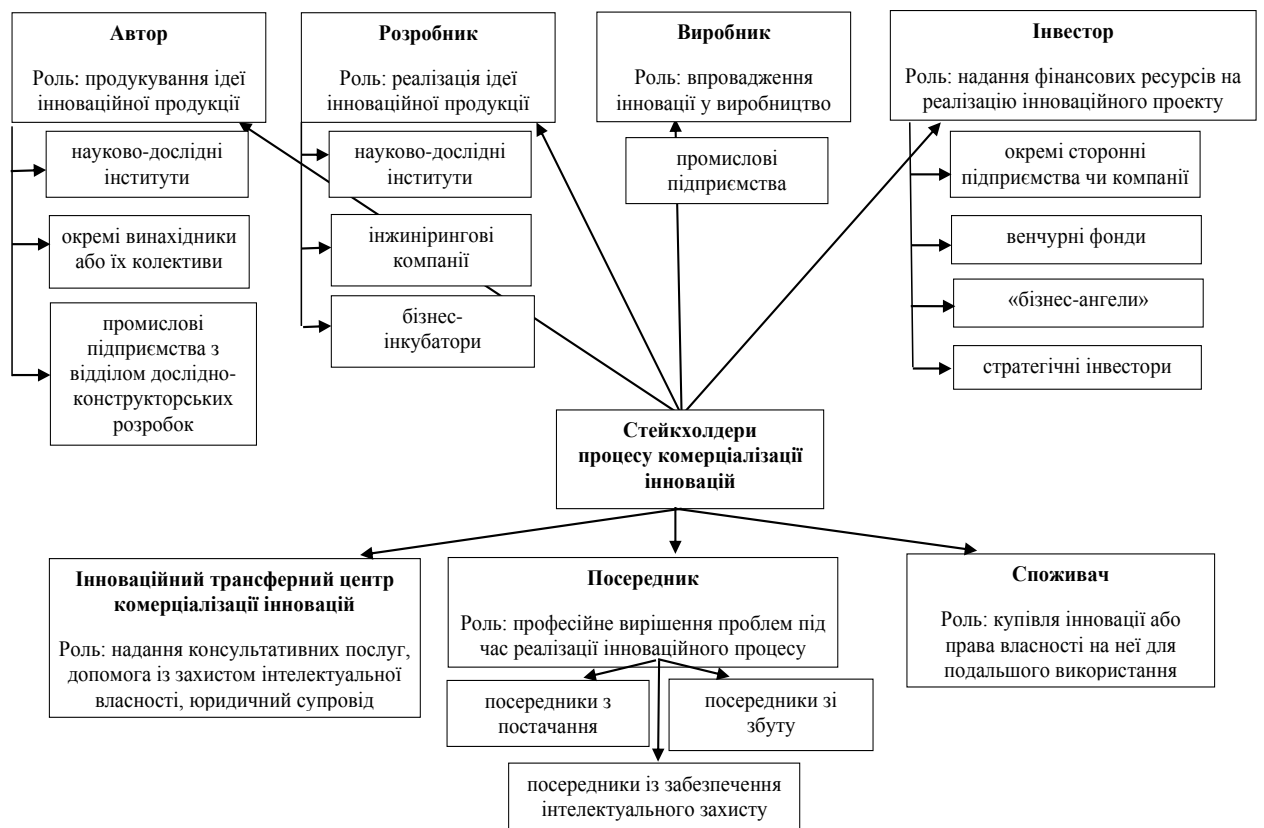 Автор
Роль: продукування ідеї
інноваційної продукції
науково-дослідні
інститути
окремі винахідники
або їх колективи
промислові
підприємства з
відділом дослідно-
конструкторських
розробок
Розробник
Роль: реалізація ідеї
інноваційної продукції
науково-дослідні
інститути
інжинірингові
компанії
бізнес-
інкубатори
Виробник
Роль: впровадження
інновації у виробництво
промислові
підприємства
Інвестор
Роль: надання фінансових ресурсів на
реалізацію інноваційного проекту
окремі сторонні
підприємства чи компанії
венчурні фонди
«бізнес-ангели»
стратегічні інвестори
Стейкхолдери
процесу комерціалізації
інновацій
Інноваційний трансферний центр
комерціалізації інновацій
Роль: надання консультативних послуг,
допомога із захистом інтелектуальної
власності, юридичний супровід
Посередник
Роль: професійне вирішення проблем під
час реалізації інноваційного процесу
посередники з
постачання
посередники зі
збуту
посередники із забезпечення
інтелектуального захисту
Споживач
Роль: купівля інновації або
права власності на неї для
подальшого використання